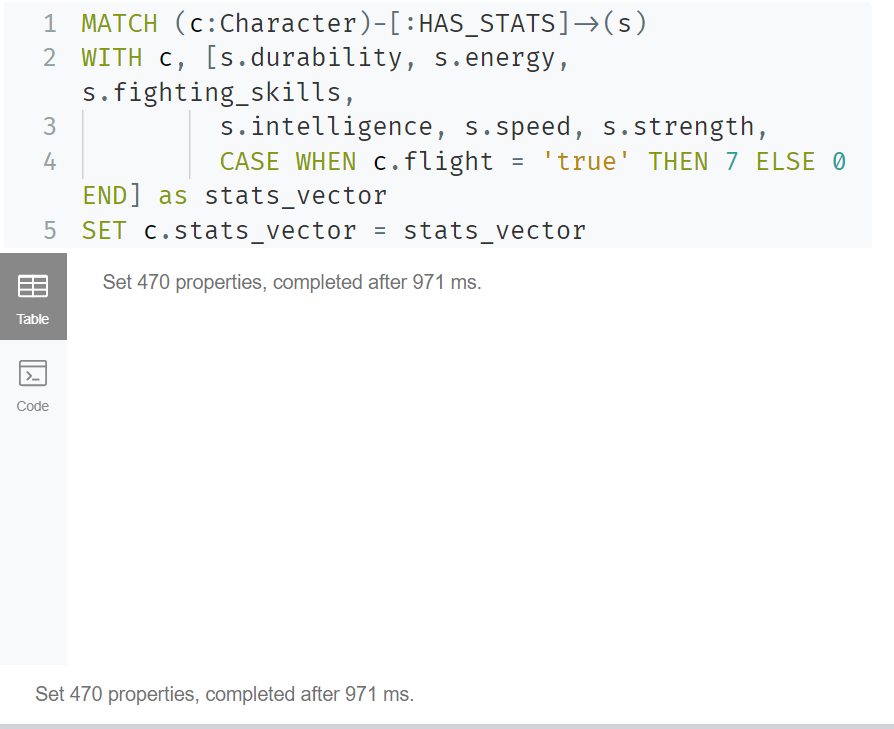 1 MATCH (c:Character)-[:HAS_STATS]→(s)
2 WITH c, [s.durability, s.energy,
s.fighting_skills,
3 s.intelligence, s.speed, s.strength,
4 CASE WHEN c.flight = 'true' THEN 7 ELSE 0
END] as stats_vector
5 SET c.stats_vector = stats_vector
Set 470 properties, completed after 971 ms.
Table
Code
Set 470 properties, completed after 971 ms.